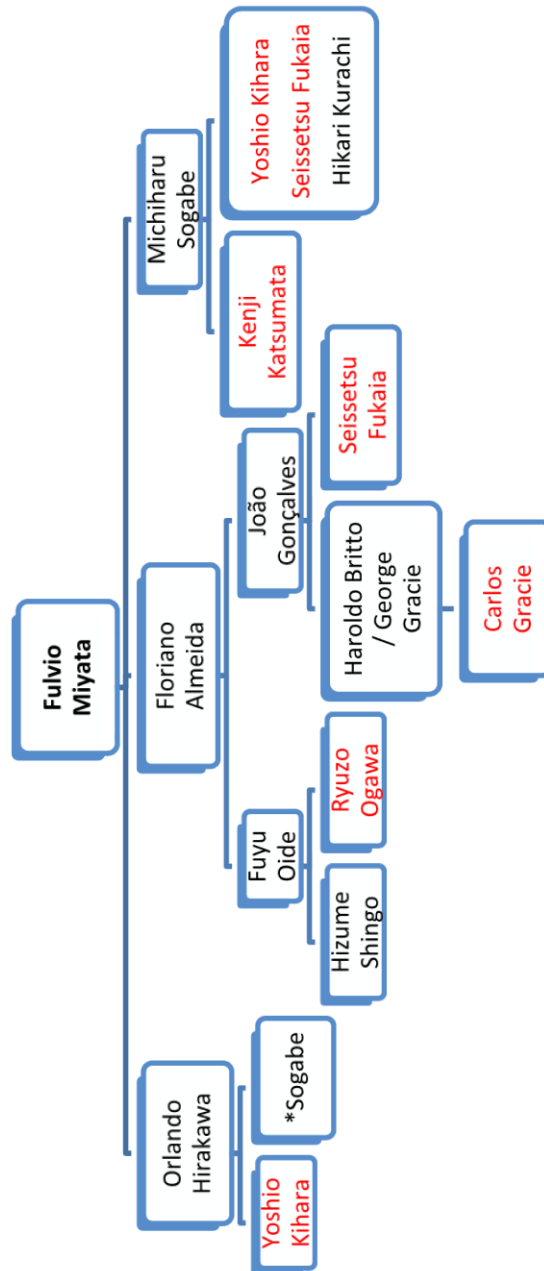 Fulvio
Miyata
Orlando
Hirakawa
Floriano
Almeida
Michiharu
Sogabe
Yoshio
Kihara
*Sogabe
Fuyu
Oide
João
Gonçalves
Kenji
Katsumata
Yoshio Kihara
Seissetsu Fukaia
Hikari Kurachi
Hizume
Shingo
Ryuzo
Ogawa
Haroldo Britto
/ George
Gracie
Seissetsu
Fukaia
Carlos
Gracie